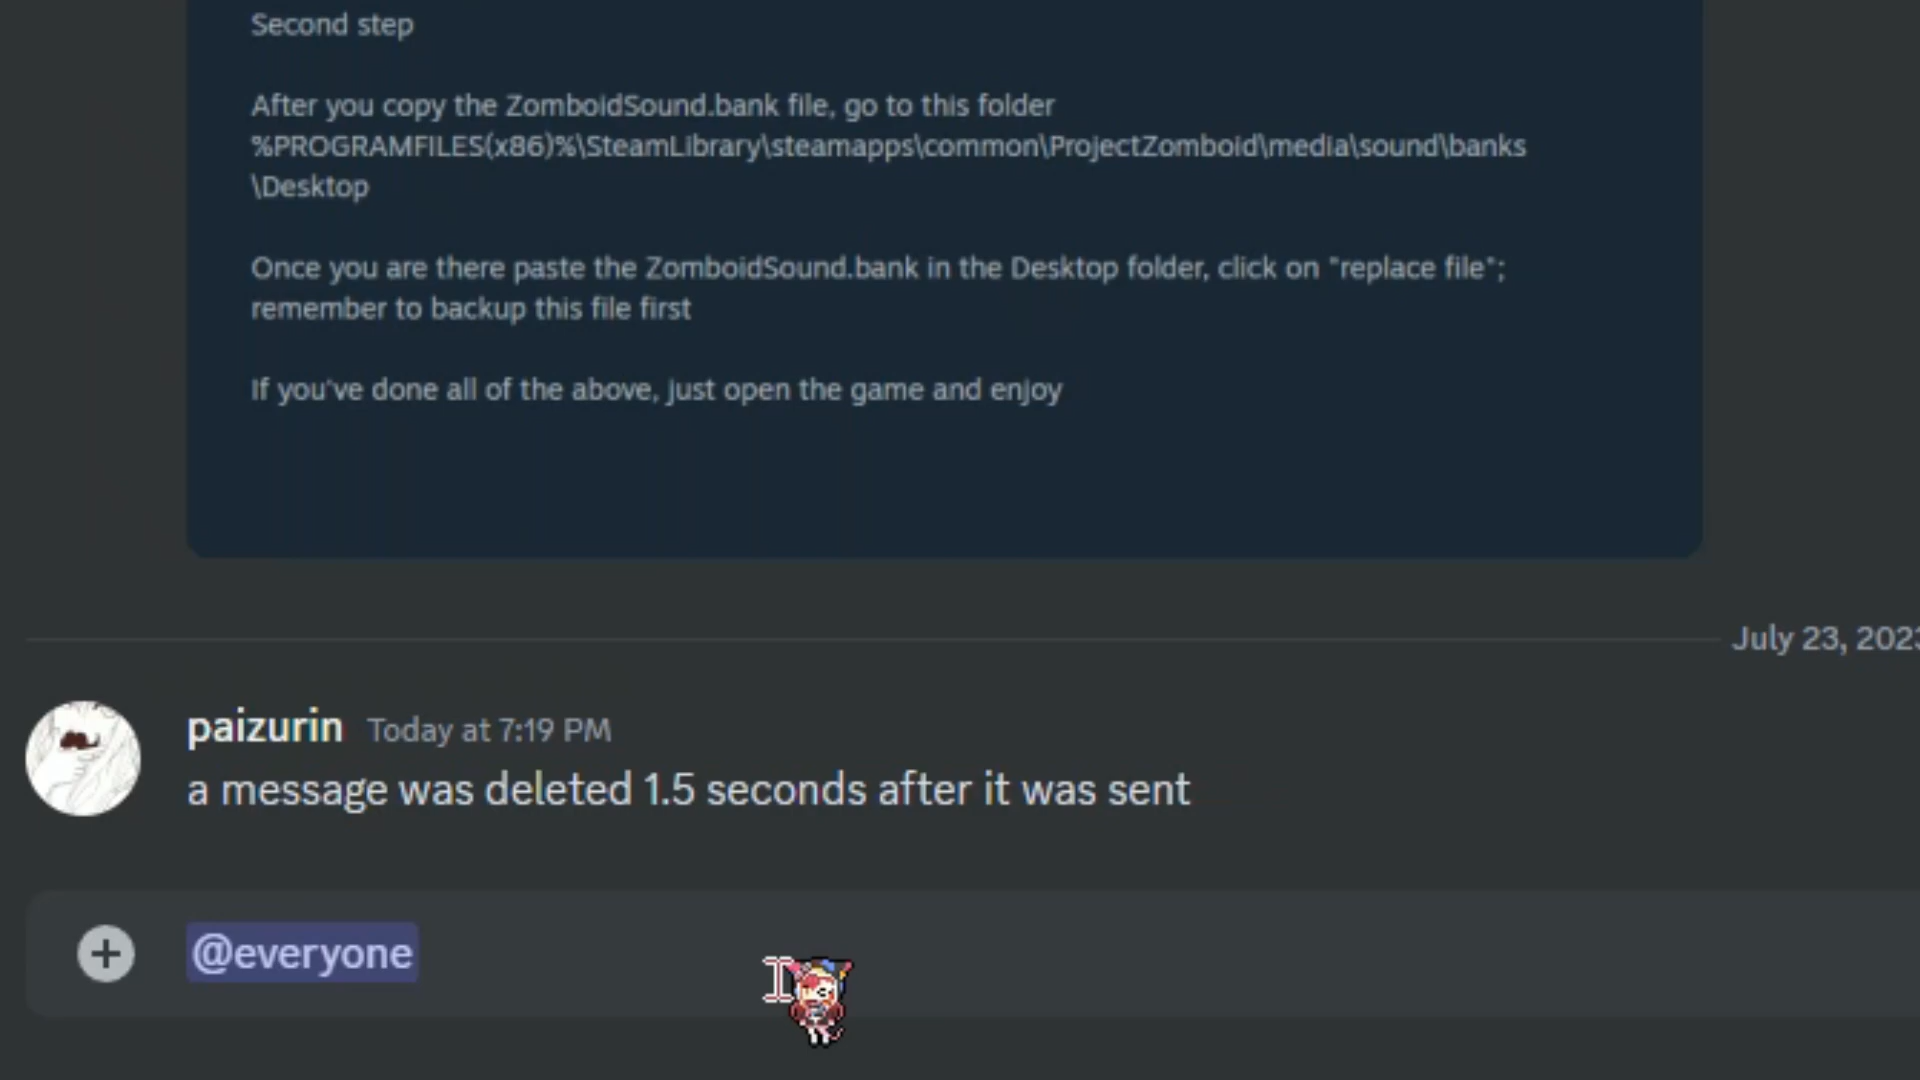 Second step
After you copy the ZomboidSound.bank file, go to this folder
%PROGRAMFILES(x86)%\SteamLibrary\steamapps\common\ProjectZomboid\media\sound\banks
\Desktop
Once you are there paste the ZomboidSound.bank in the Desktop folder, click on "replace file";
remember to backup this file first
If you've done all of the above, just open the game and enjoy
July 23, 2023
paizurin Today at 7:19 PM
a message was deleted 1.5 seconds after it was sent
@everyone